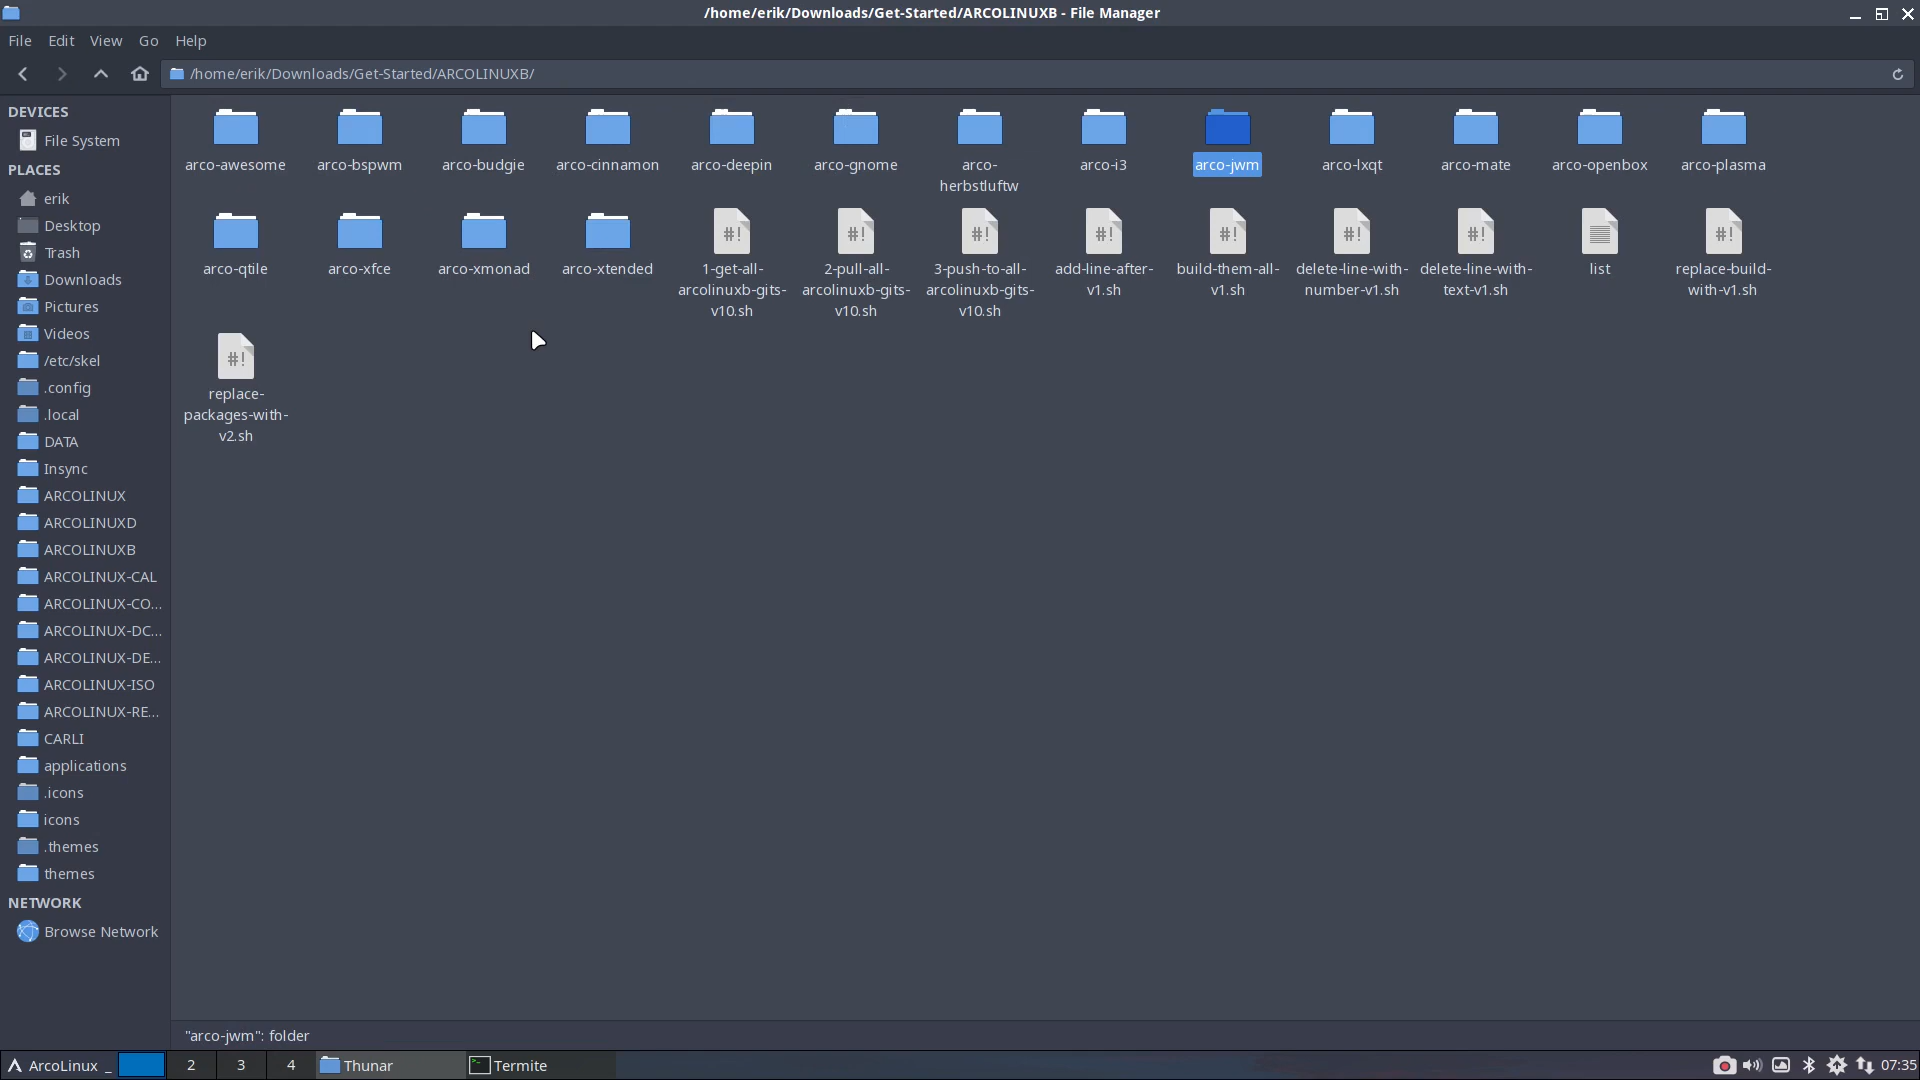 /home/erik/Downloads/Get-Started/ARCOLINUXB - File Manager
File Edit View Go Help
/home/erik/Downloads/Get-Started/ARCOLINUXB/
DEVICES
File System
PLACES
erik
Desktop
Trash
Downloads
Pictures
Videos
/etc/skel
.config
.local
DATA
Insync
ARCOLINUX
ARCOLINUXD
ARCOLINUXB
ARCOLINUX-CAL
ARCOLINUX-CO...
ARCOLINUX-DC...
ARCOLINUX-DE...
ARCOLINUX-ISO
ARCOLINUX-RE...
CARLI
applications
.icons
icons
.themes
themes
NETWORK
Browse Network
arco-awesome
arco-bspwm
arco-budgie
arco-cinnamon
arco-deepin
arco-gnome
arco-
herbstluftw
arco-i3
arco-jwm
arco-lxqt
arco-mate
arco-openbox
arco-plasma
arco-qtile
arco-xfce
arco-xmonad
arco-xtended
#!
1-get-all-
arcolinuxb-gits-
v10.sh
#!
2-pull-all-
arcolinuxb-gits-
v10.sh
#!
3-push-to-all-
arcolinuxb-gits-
v10.sh
#!
add-line-after-
v1.sh
#!
build-them-all-
v1.sh
#!
delete-line-with-
number-v1.sh
#!
delete-line-with-
text-v1.sh
list
#!
replace-build-
with-v1.sh
#!
replace-
packages-with-
v2.sh
"arco-jwm": folder
ArcoLinux _ 2 3 4 Thunar >_ Termite 07:35